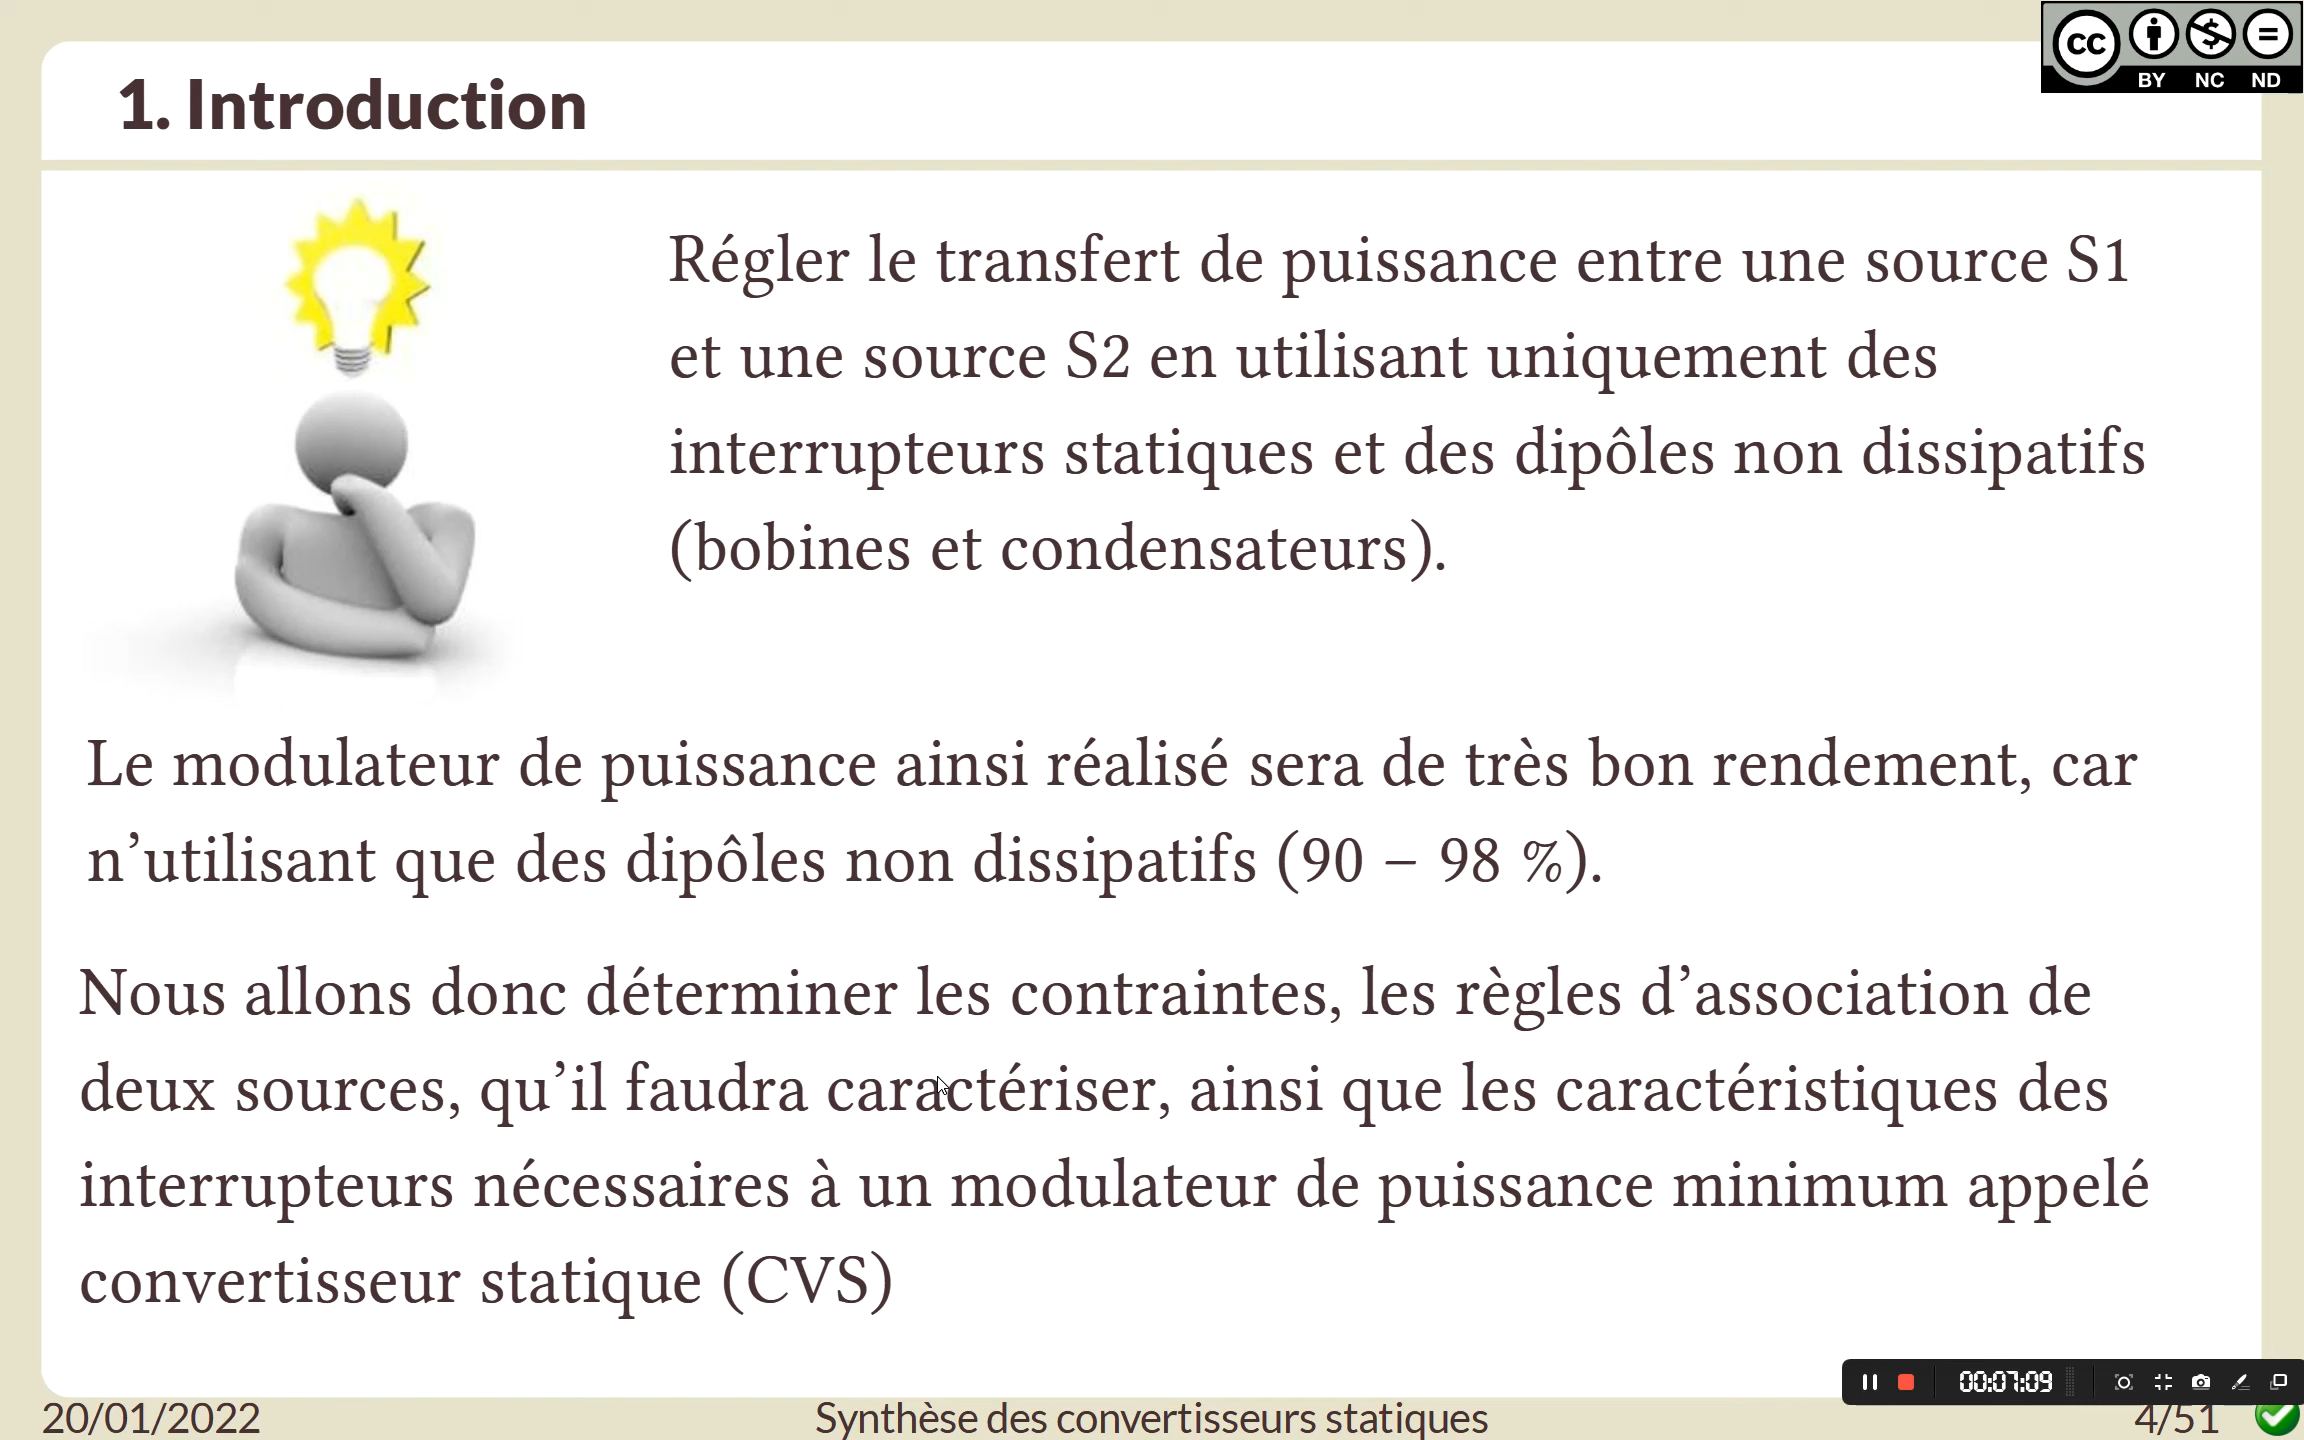 CC BY NC ND
1. Introduction
Régler le transfert de puissance entre une source S1
et une source S2 en utilisant uniquement des
interrupteurs statiques et des dipôles non dissipatifs
(bobines et condensateurs).
Le modulateur de puissance ainsi réalisé sera de très bon rendement, car
n’utilisant que des dipôles non dissipatifs (90 – 98 %).
Nous allons donc déterminer les contraintes, les règles d’association de
deux sources, qu’il faudra caractériser, ainsi que les caractéristiques des
interrupteurs nécessaires à un modulateur de puissance minimum appelé
convertisseur statique (CVS)
00:07:09
20/01/2022
Synthèse des convertisseurs statiques
4/51